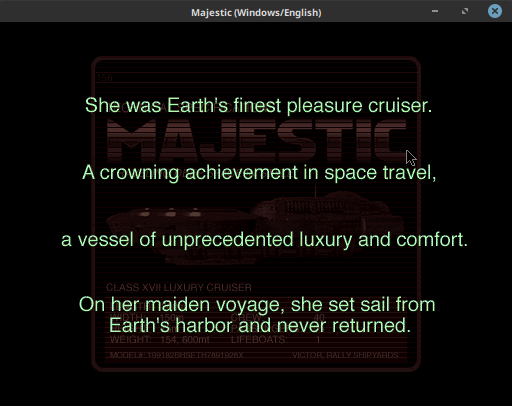 Majestic (Windows/English)
She was Earth's finest pleasure cruiser.
MAJESTIC
A crowning achievement in space travel,
a vessel of unprecedented luxury and comfort.
CLASS XVII LUXURY CRUISER
On her maiden voyage, she set sail from
Earth's harbor and never returned.
WEIGHT: 154, 600mt LIFEBOATS: 1
VICTOR, RALLY SHIPYARDS